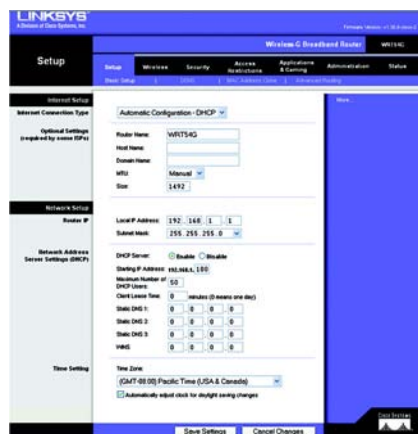 LINKSYS
A Division of Cisco Systems, Inc.
Wireless-G Broadband Router WRT54G
Setup
Setup Wireless Security Access Restrictions Applications & Gaming Administration Status
Basic Setup | DDNS | MAC Address Clone | Advanced Routing
Internet Setup
Internet Connection Type
Automatic Configuration - DHCP
More...
Optional Settings
(required by some ISPs)
Router Name: WRT54G
Host Name:
Domain Name:
MTU: Manual
Size: 1492
Network Setup
Router IP
Local IP Address: 192 . 168 . 1 . 1
Subnet Mask: 255.255.255.0
Network Address
Server Settings (DHCP)
DHCP Server: Enable Disable
Starting IP Address: 192.168.1. 100
Maximum Number of
DHCP Users: 50
Client Lease Time: 0 minutes (0 means one day)
Static DNS 1: 0 . 0 . 0 . 0
Static DNS 2: 0 . 0 . 0 . 0
Static DNS 3: 0 . 0 . 0 . 0
WINS 0 . 0 . 0 . 0
Time Setting
Time Zone:
(GMT-08:00) Pacific Time (USA & Canada)
Automatically adjust clock for daylight saving changes
Save Settings Cancel Changes
Cisco Systems